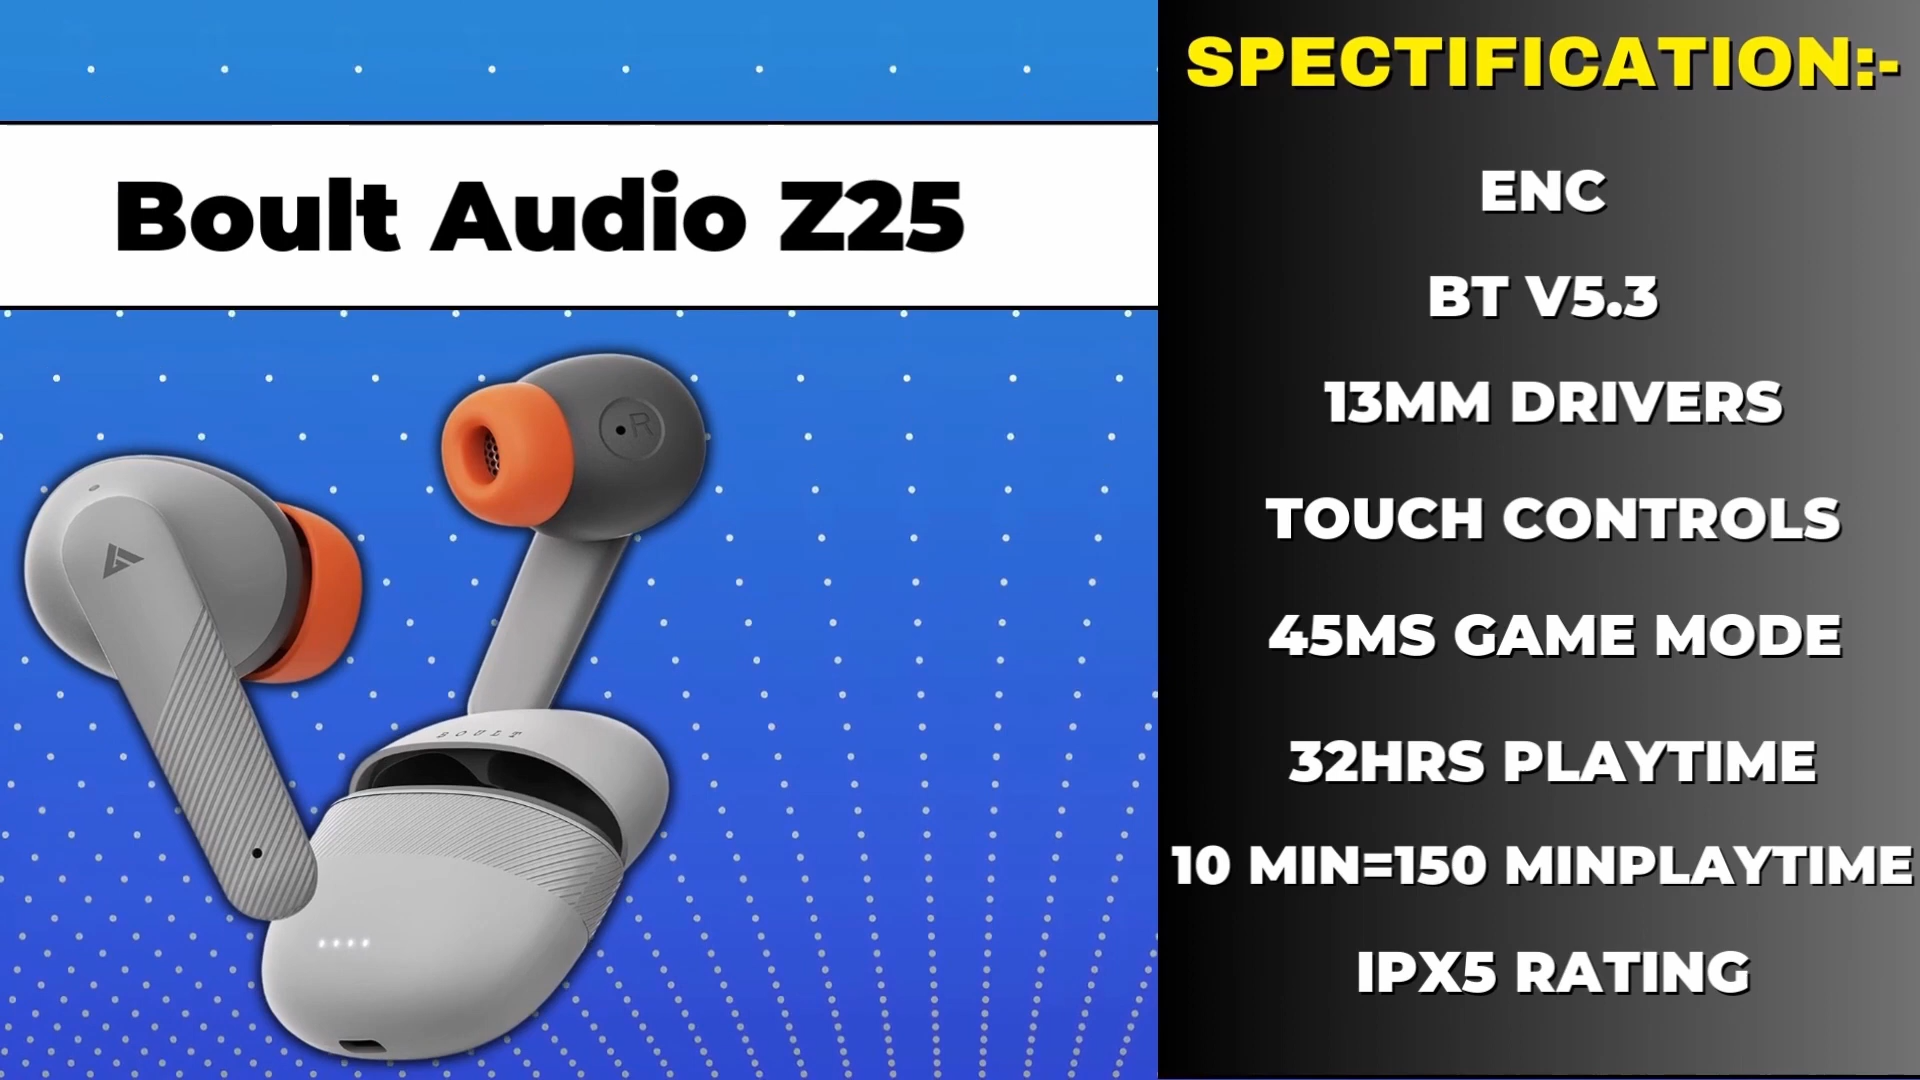 Boult Audio Z25
SPECTIFICATION:-
ENC
BT V5.3
13MM DRIVERS
TOUCH CONTROLS
45MS GAME MODE
32HRS PLAYTIME
10 MIN=150 MINPLAYTIME
IPX5 RATING
R
BOULT